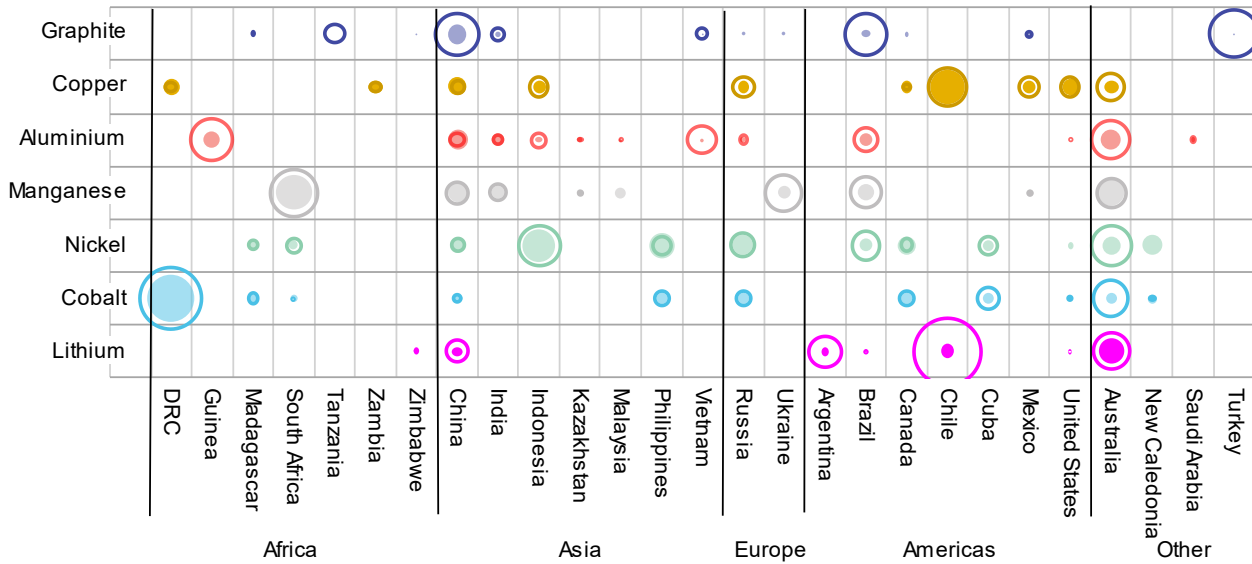 Graphite
Copper
Aluminium
Manganese
Nickel
Cobalt
Lithium
DRC
Guinea
Madagascar
South Africa
Tanzania
Zambia
Zimbabwe
China
India
Indonesia
Kazakhstan
Malaysia
Philippines
Vietnam
Russia
Ukraine
Argentina
Brazil
Canada
Chile
Cuba
Mexico
United States
Australia
New Caledonia
Saudi Arabia
Turkey
Africa
Asia
Europe
Americas
Other